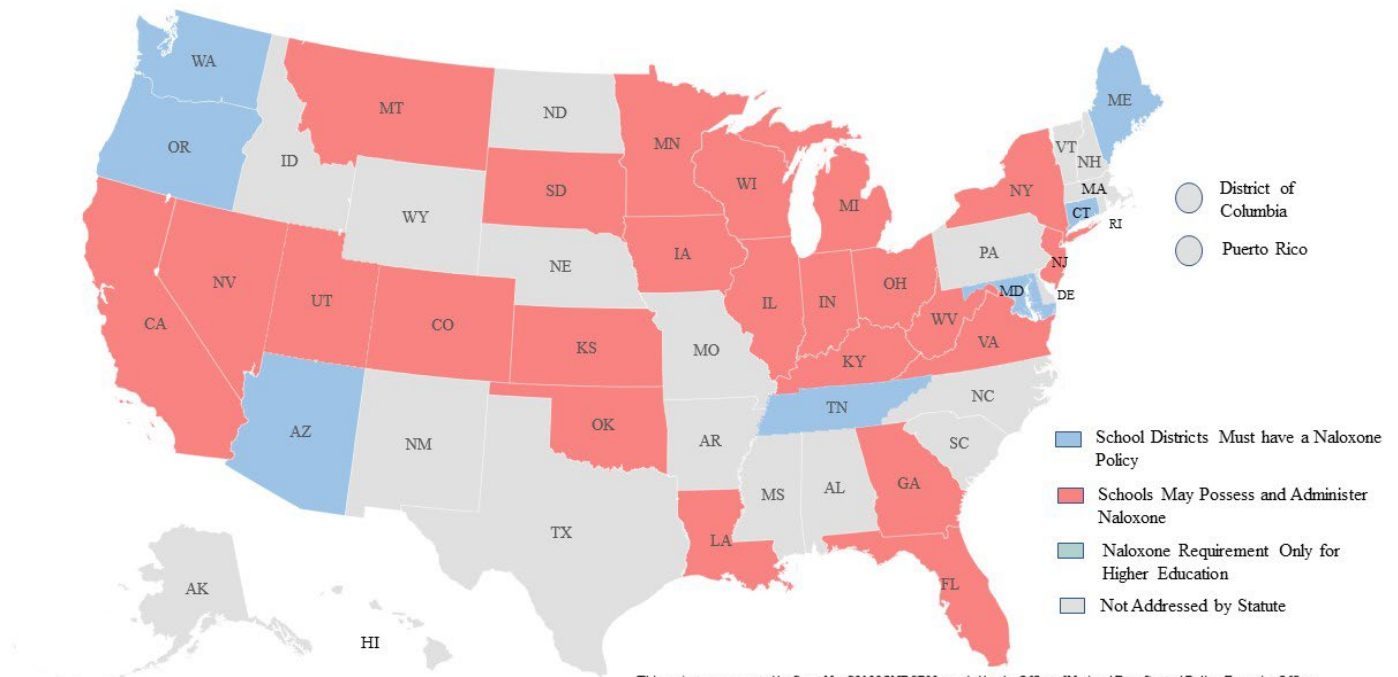 WA
MT
ND
MN
ME
OR
ID
SD
WI
VT
NH
WY
MI
NY
MA
CT
RI
District of
Columbia
Puerto Rico
NE
IA
PA
NJ
NV
UT
CO
IL
IN
OH
MD
DE
CA
KS
MO
WV
VA
KY
AZ
NM
OK
AR
TN
NC
SC
MS
AL
GA
TX
LA
FL
AK
HI
School Districts Must have a Naloxone
Policy
Schools May Possess and Administer
Naloxone
Naloxone Requirement Only for
Higher Education
Not Addressed by Statute